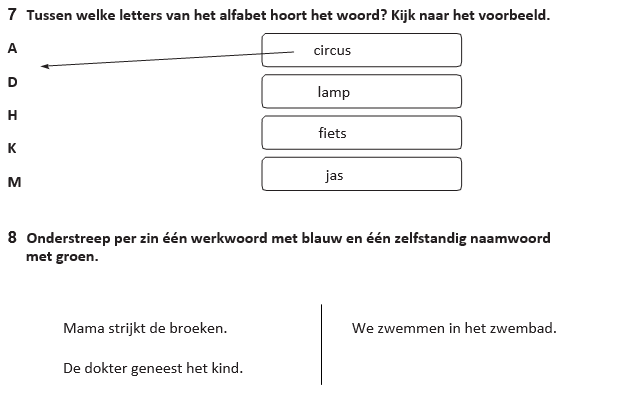 7 Tussen welke letters van het alfabet hoort het woord? Kijk naar het voorbeeld.
A
circus
D
lamp
H
fiets
K
jas
M
8 Onderstreep per zin één werkwoord met blauw en één zelfstandig naamwoord
met groen.
Mama strijkt de broeken.
We zwemmen in het zwembad.
De dokter geneest het kind.